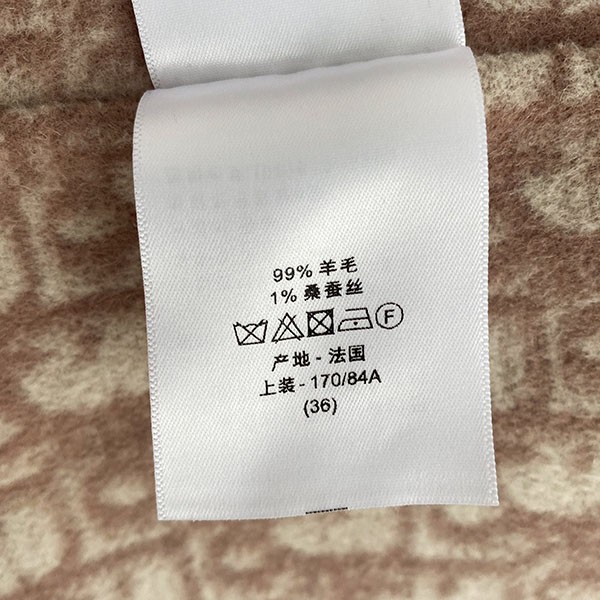 99% 羊毛
1% 桑蚕丝
F
产地 - 法国
上装 - 170/84A
(36)